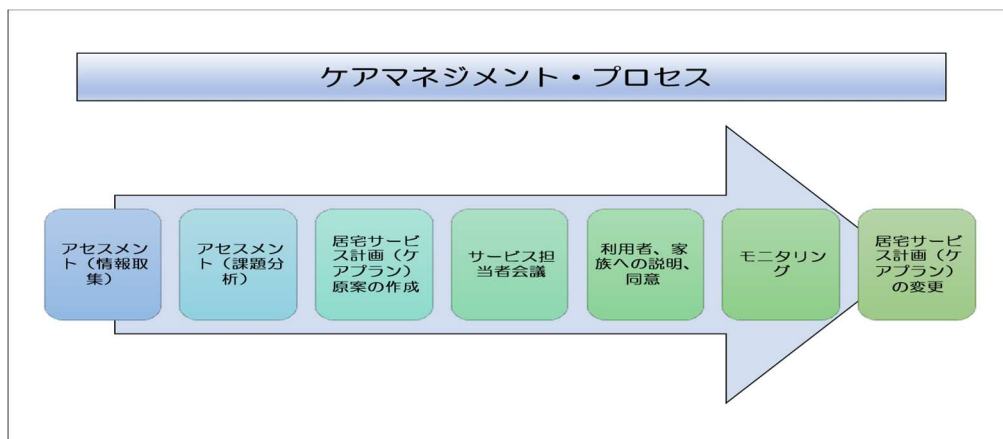 ケアマネジメント・プロセス
アセスメン
ト（情報取
集）
アセスメン
ト（課題分
析）
居宅サービ
ス計画（ケ
アプラン）
原案の作成
サービス担
当者会議
利用者、家
族への説明、
同意
モニタリン
グ
居宅サービ
ス計画（ケ
アプラン）
の変更